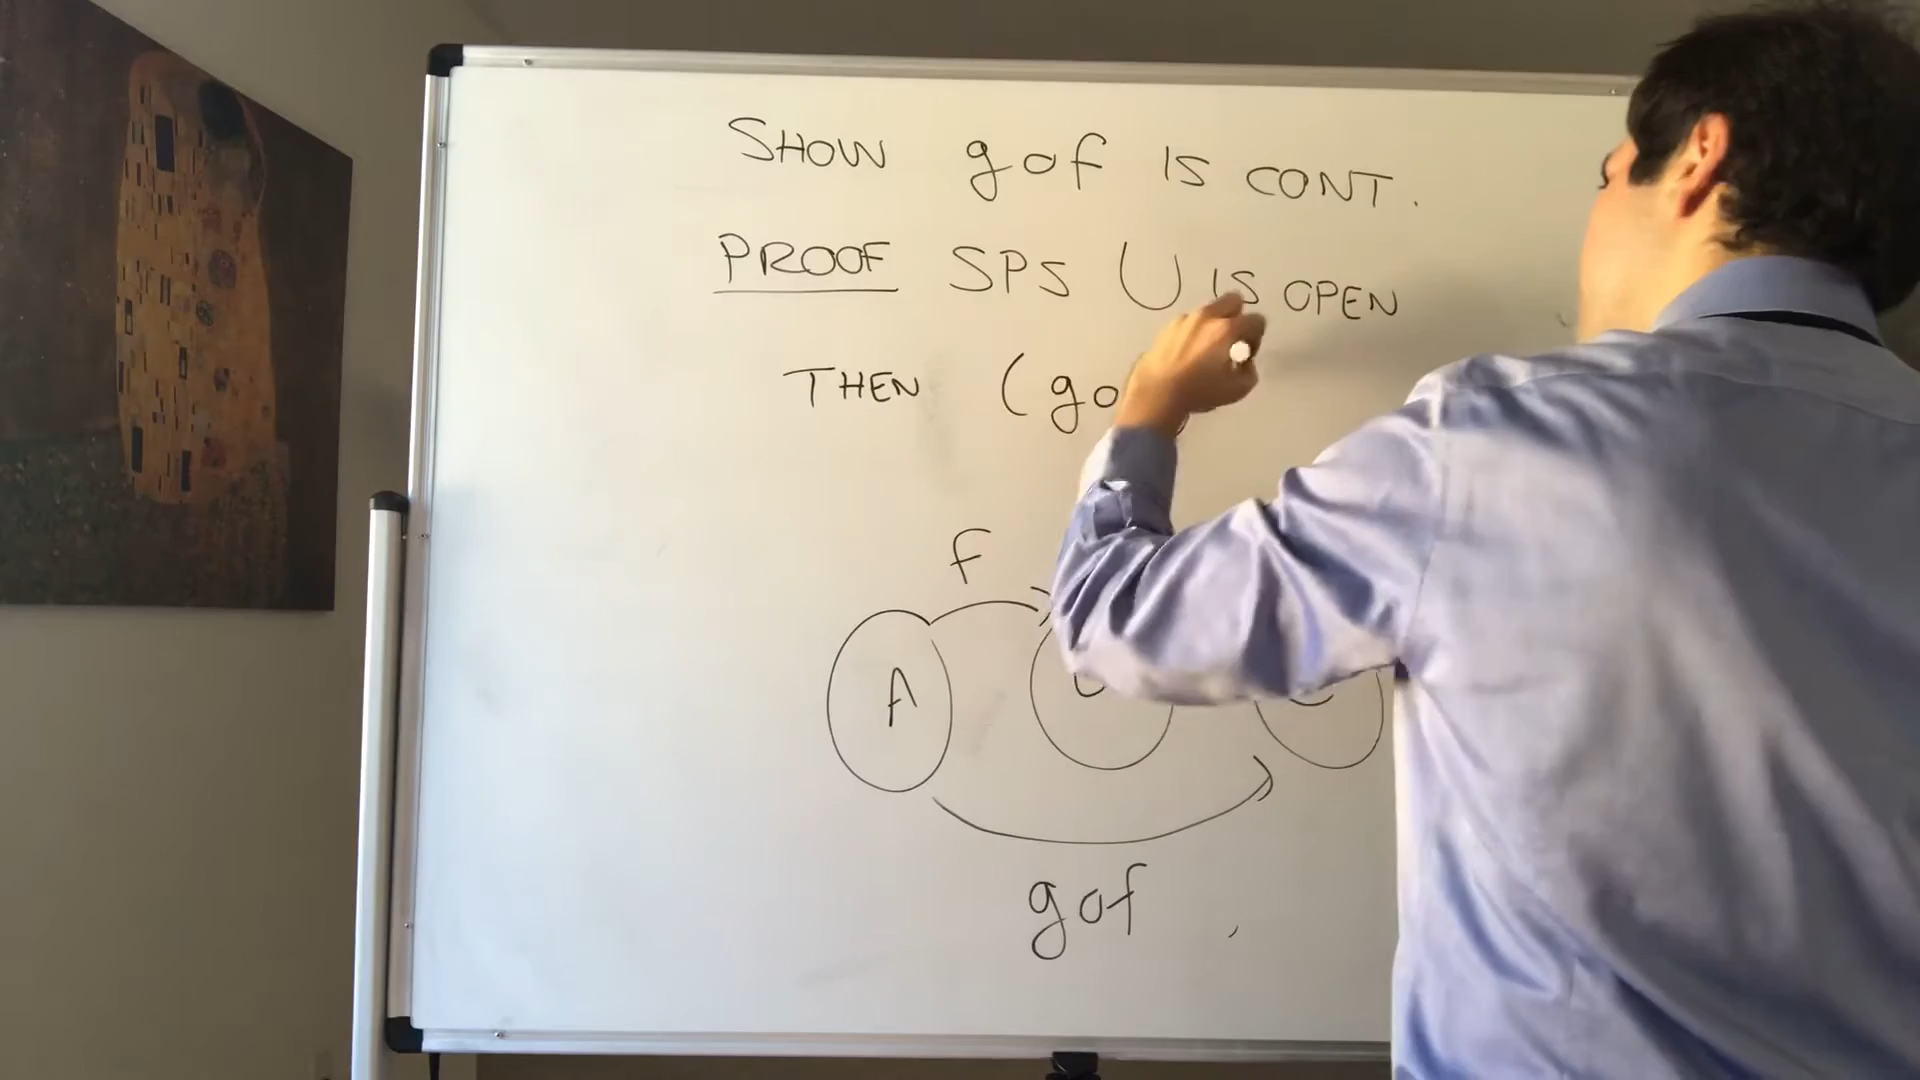 SHOW gof IS CONT.
PROOF SPS U IS OPEN
THEN (go
F
A
gof